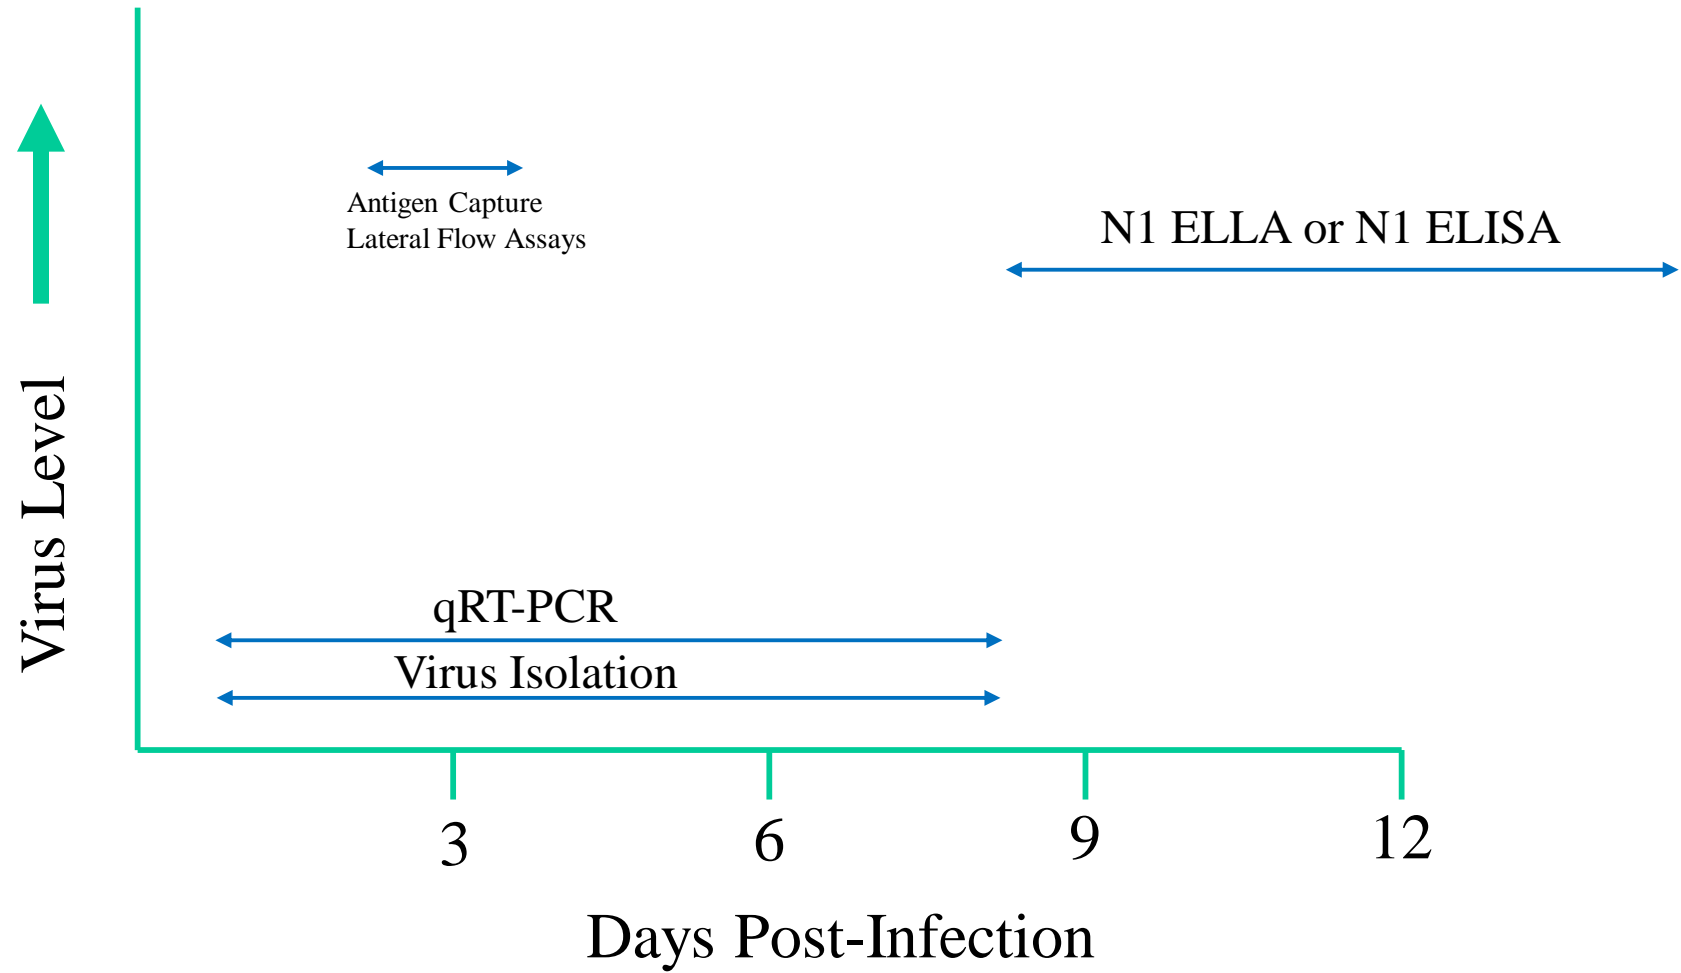 Virus Level
Antigen Capture
Lateral Flow Assays
N1 ELLA or N1 ELISA
qRT-PCR
Virus Isolation
3
6
9
12
Days Post-Infection